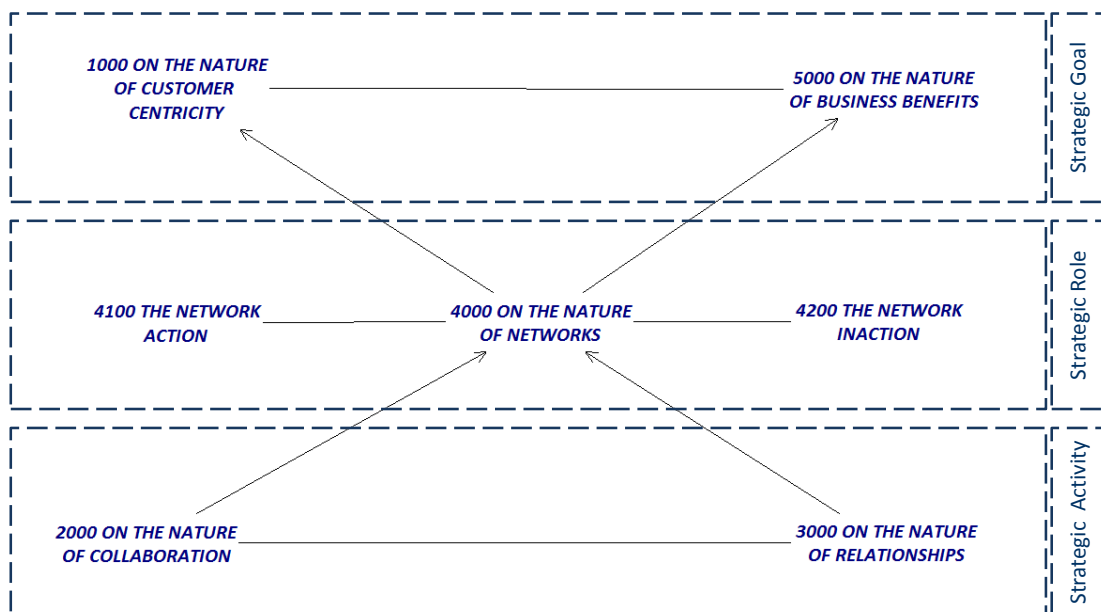 1000 ON THE NATURE
OF CUSTOMER
CENTRICITY
5000 ON THE NATURE
OF BUSINESS BENEFITS
Strategic Goal
4100 THE NETWORK
ACTION
4000 ON THE NATURE
OF NETWORKS
4200 THE NETWORK
INACTION
Strategic Role
2000 ON THE NATURE
OF COLLABORATION
3000 ON THE NATURE
OF RELATIONSHIPS
Strategic Activity